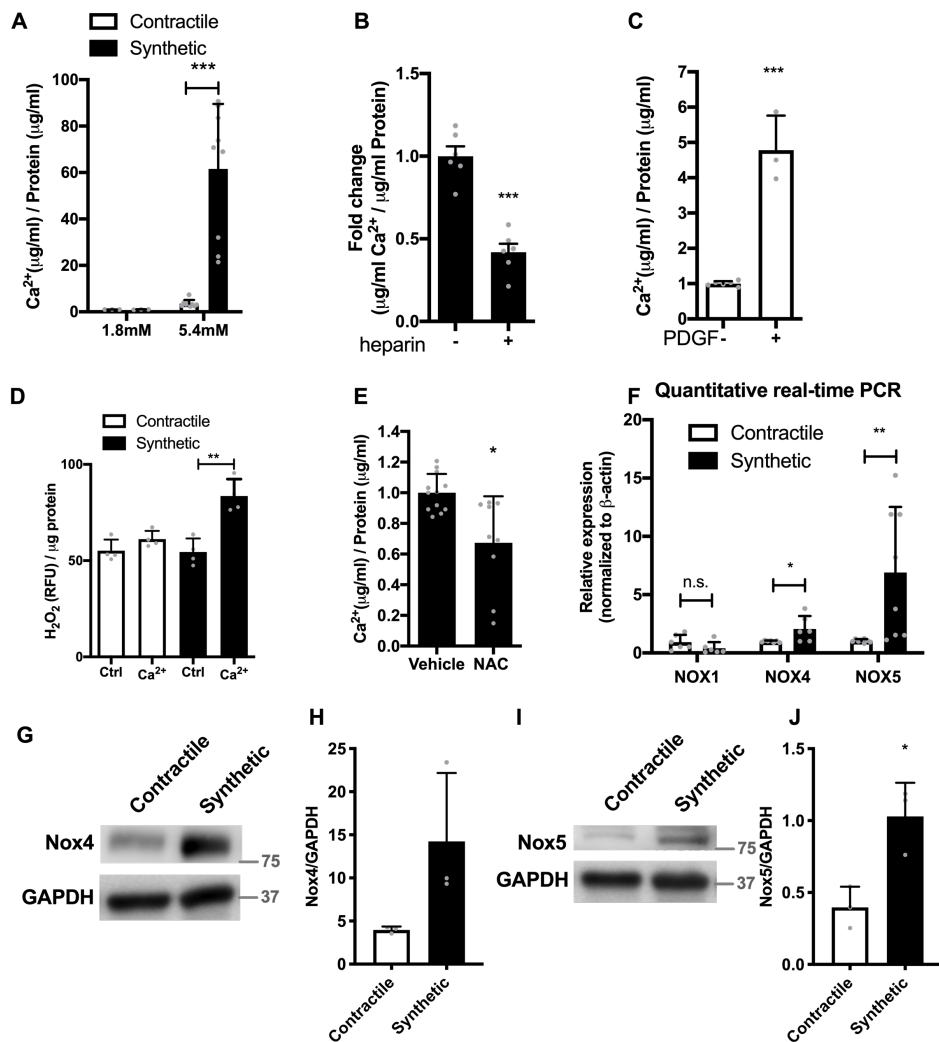 A
Contractile
Synthetic
Ca2+(µg/ml) / Protein (µg/ml)
100
80
60
40
20
0
***
1.8mM
5.4mM
B
Fold change
(µg/ml Ca2+ / µg/ml Protein)
1.5
1.0
0.5
0.0
***
heparin
-
+
C
Ca2+(µg/ml) / Protein (µg/ml)
7
6
5
4
3
2
1
0
***
PDGF
-
+
D
Contractile
Synthetic
H2O2 (RFU) / µg protein
100
50
0
**
Ctrl
Ca2+
Ctrl
Ca2+
E
Ca2+(µg/ml) / Protein (µg/ml)
1.4
1.2
1.0
0.8
0.6
0.4
0.2
0.0
*
Vehicle
NAC
F
Quantitative real-time PCR
Contractile
Synthetic
Relative expression
(normalized to β-actin)
20
15
10
5
0
n.s.
*
**
NOX1
NOX4
NOX5
G
Contractile
Synthetic
Nox4
75
GAPDH
37
H
Nox4/GAPDH
25
20
15
10
5
0
Contractile
Synthetic
I
Contractile
Synthetic
Nox5
75
GAPDH
37
J
Nox5/GAPDH
1.5
1.0
0.5
0.0
*
Contractile
Synthetic